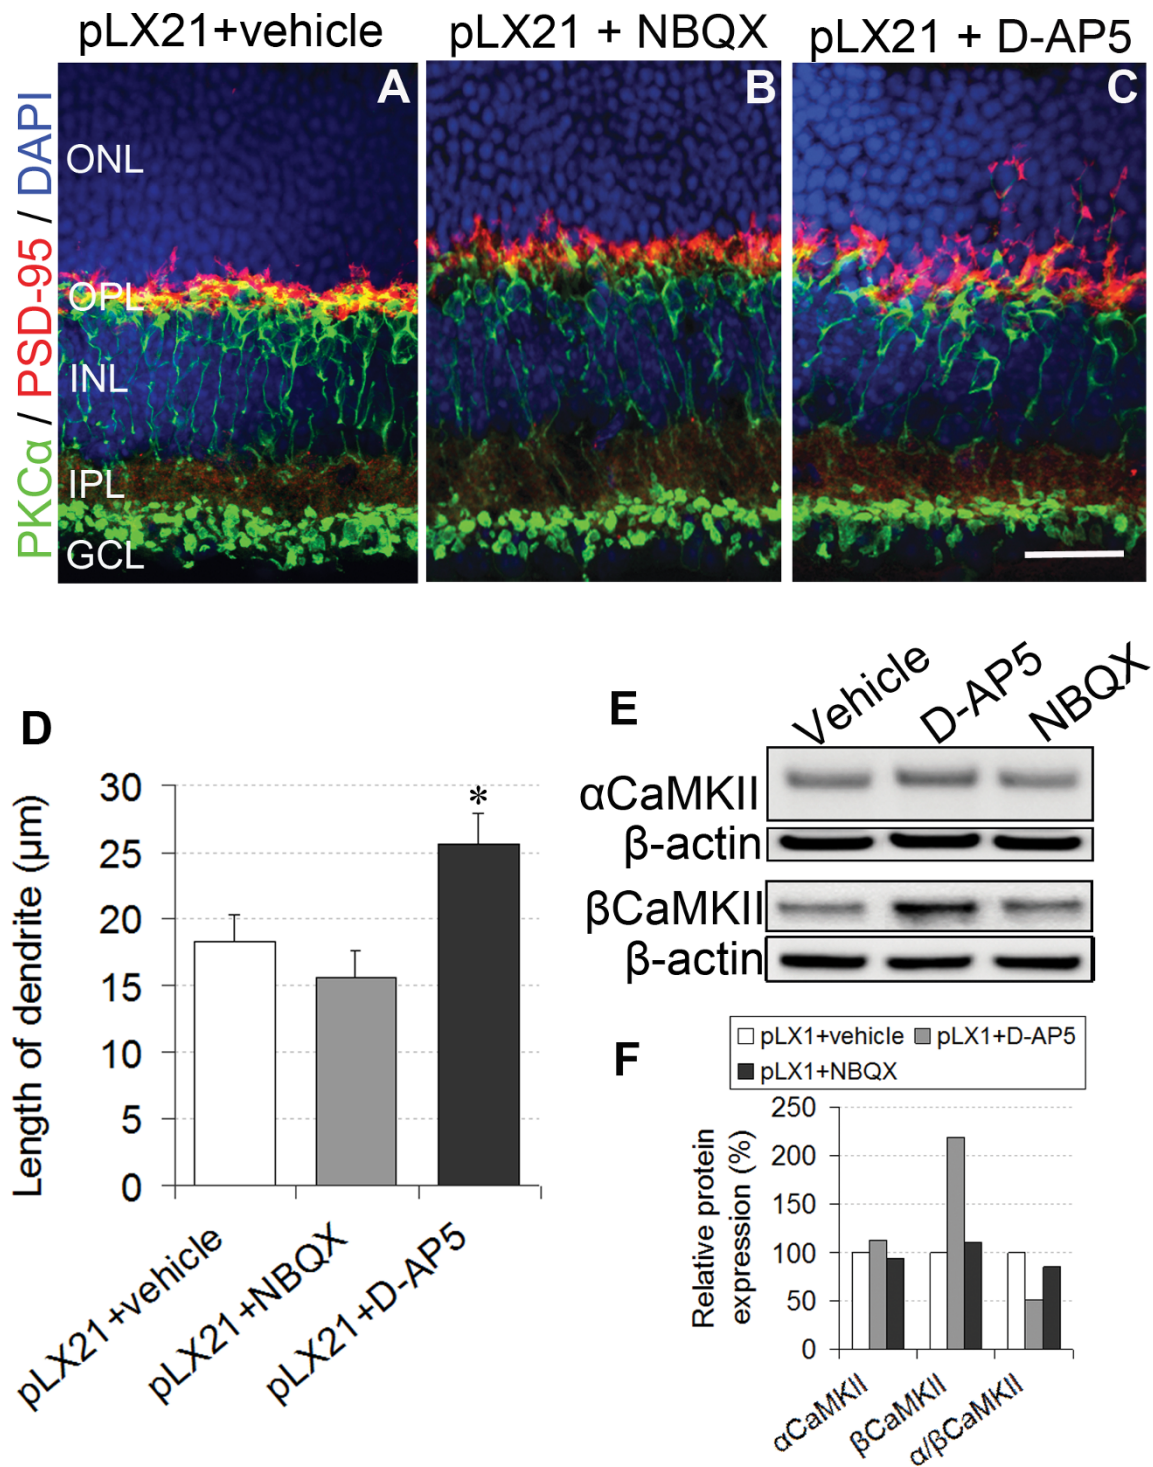 pLX21+vehicle
pLX21 + NBQX
pLX21 + D-AP5
PKCα / PSD-95 / DAPI
A
B
C
ONL
OPL
INL
IPL
GCL
D
Length of dendrite (μm)
30
25
20
15
10
5
0
*
pLX21+vehicle
pLX21+NBQX
pLX21+D-AP5
E
Vehicle
D-AP5
NBQX
αCaMKII
β-actin
βCaMKII
β-actin
F
pLX1+vehicle
pLX1+D-AP5
pLX1+NBQX
Relative protein
expression (%)
250
200
150
100
50
0
αCaMKII
βCaMKII
α/βCaMKII